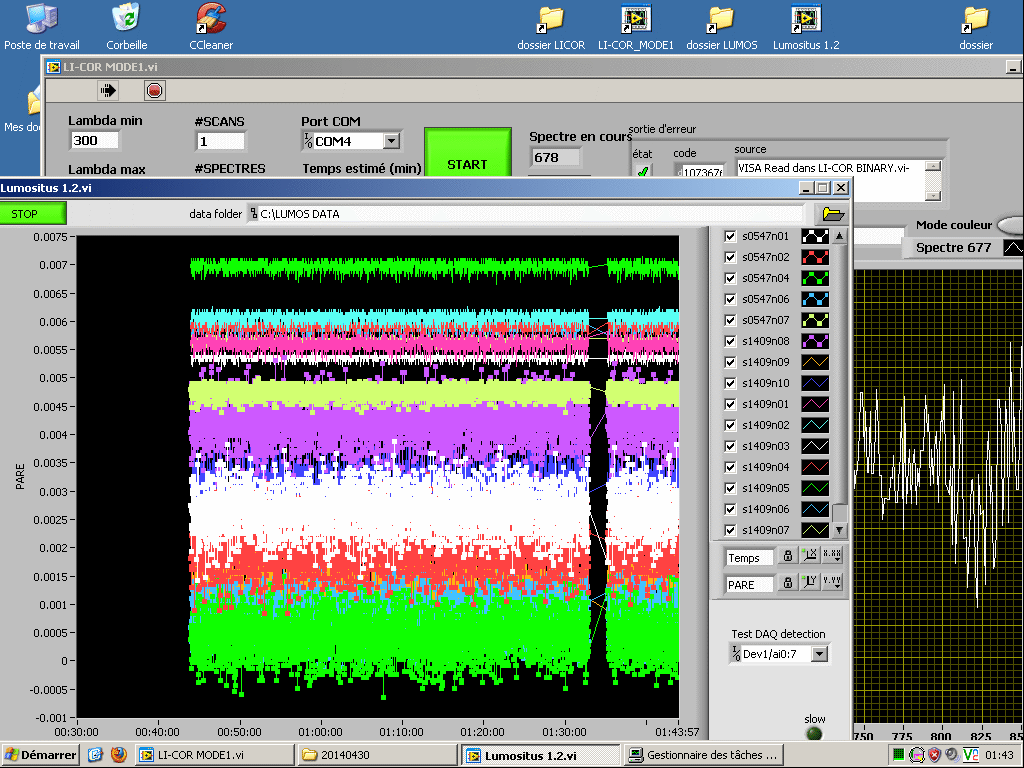 Poste de travail
Corbeille
CCleaner
dossier LICOR
LI-COR_MODE1
dossier LUMOS
Lumositus 1.2
dossier
LI-COR MODE1.vi
Lambda min
#SCANS
Port COM
300
1
COM4
START
Spectre en cours
678
sortie d'erreur
état
code
source
VISA Read dans LI-COR BINARY.vi-
Lambda max
#SPECTRES
Temps estimé (min)
Lumositus 1.2.vi
STOP
data folder
C:\LUMOS DATA
Mode couleur
Spectre 677
0.0075
0.007
0.0065
0.006
0.0055
0.005
0.0045
0.004
0.0035
0.003
0.0025
0.002
0.0015
0.001
0.0005
0
-0.0005
-0.001
PARE
00:30:00
00:40:00
00:50:00
01:00:00
01:10:00
01:20:00
01:30:00
01:43:57
s0547n01
s0547n02
s0547n04
s0547n06
s0547n07
s1409n08
s1409n09
s1409n10
s1409n01
s1409n02
s1409n03
s1409n04
s1409n05
s1409n06
s1409n07
Temps
PARE
Test DAQ detection
Dev1/ai0:7
slow
750
775
800
825
Démarrer
LI-COR MODE1.vi
20140430
Lumositus 1.2.vi
Gestionnaire des tâches ...
01:43